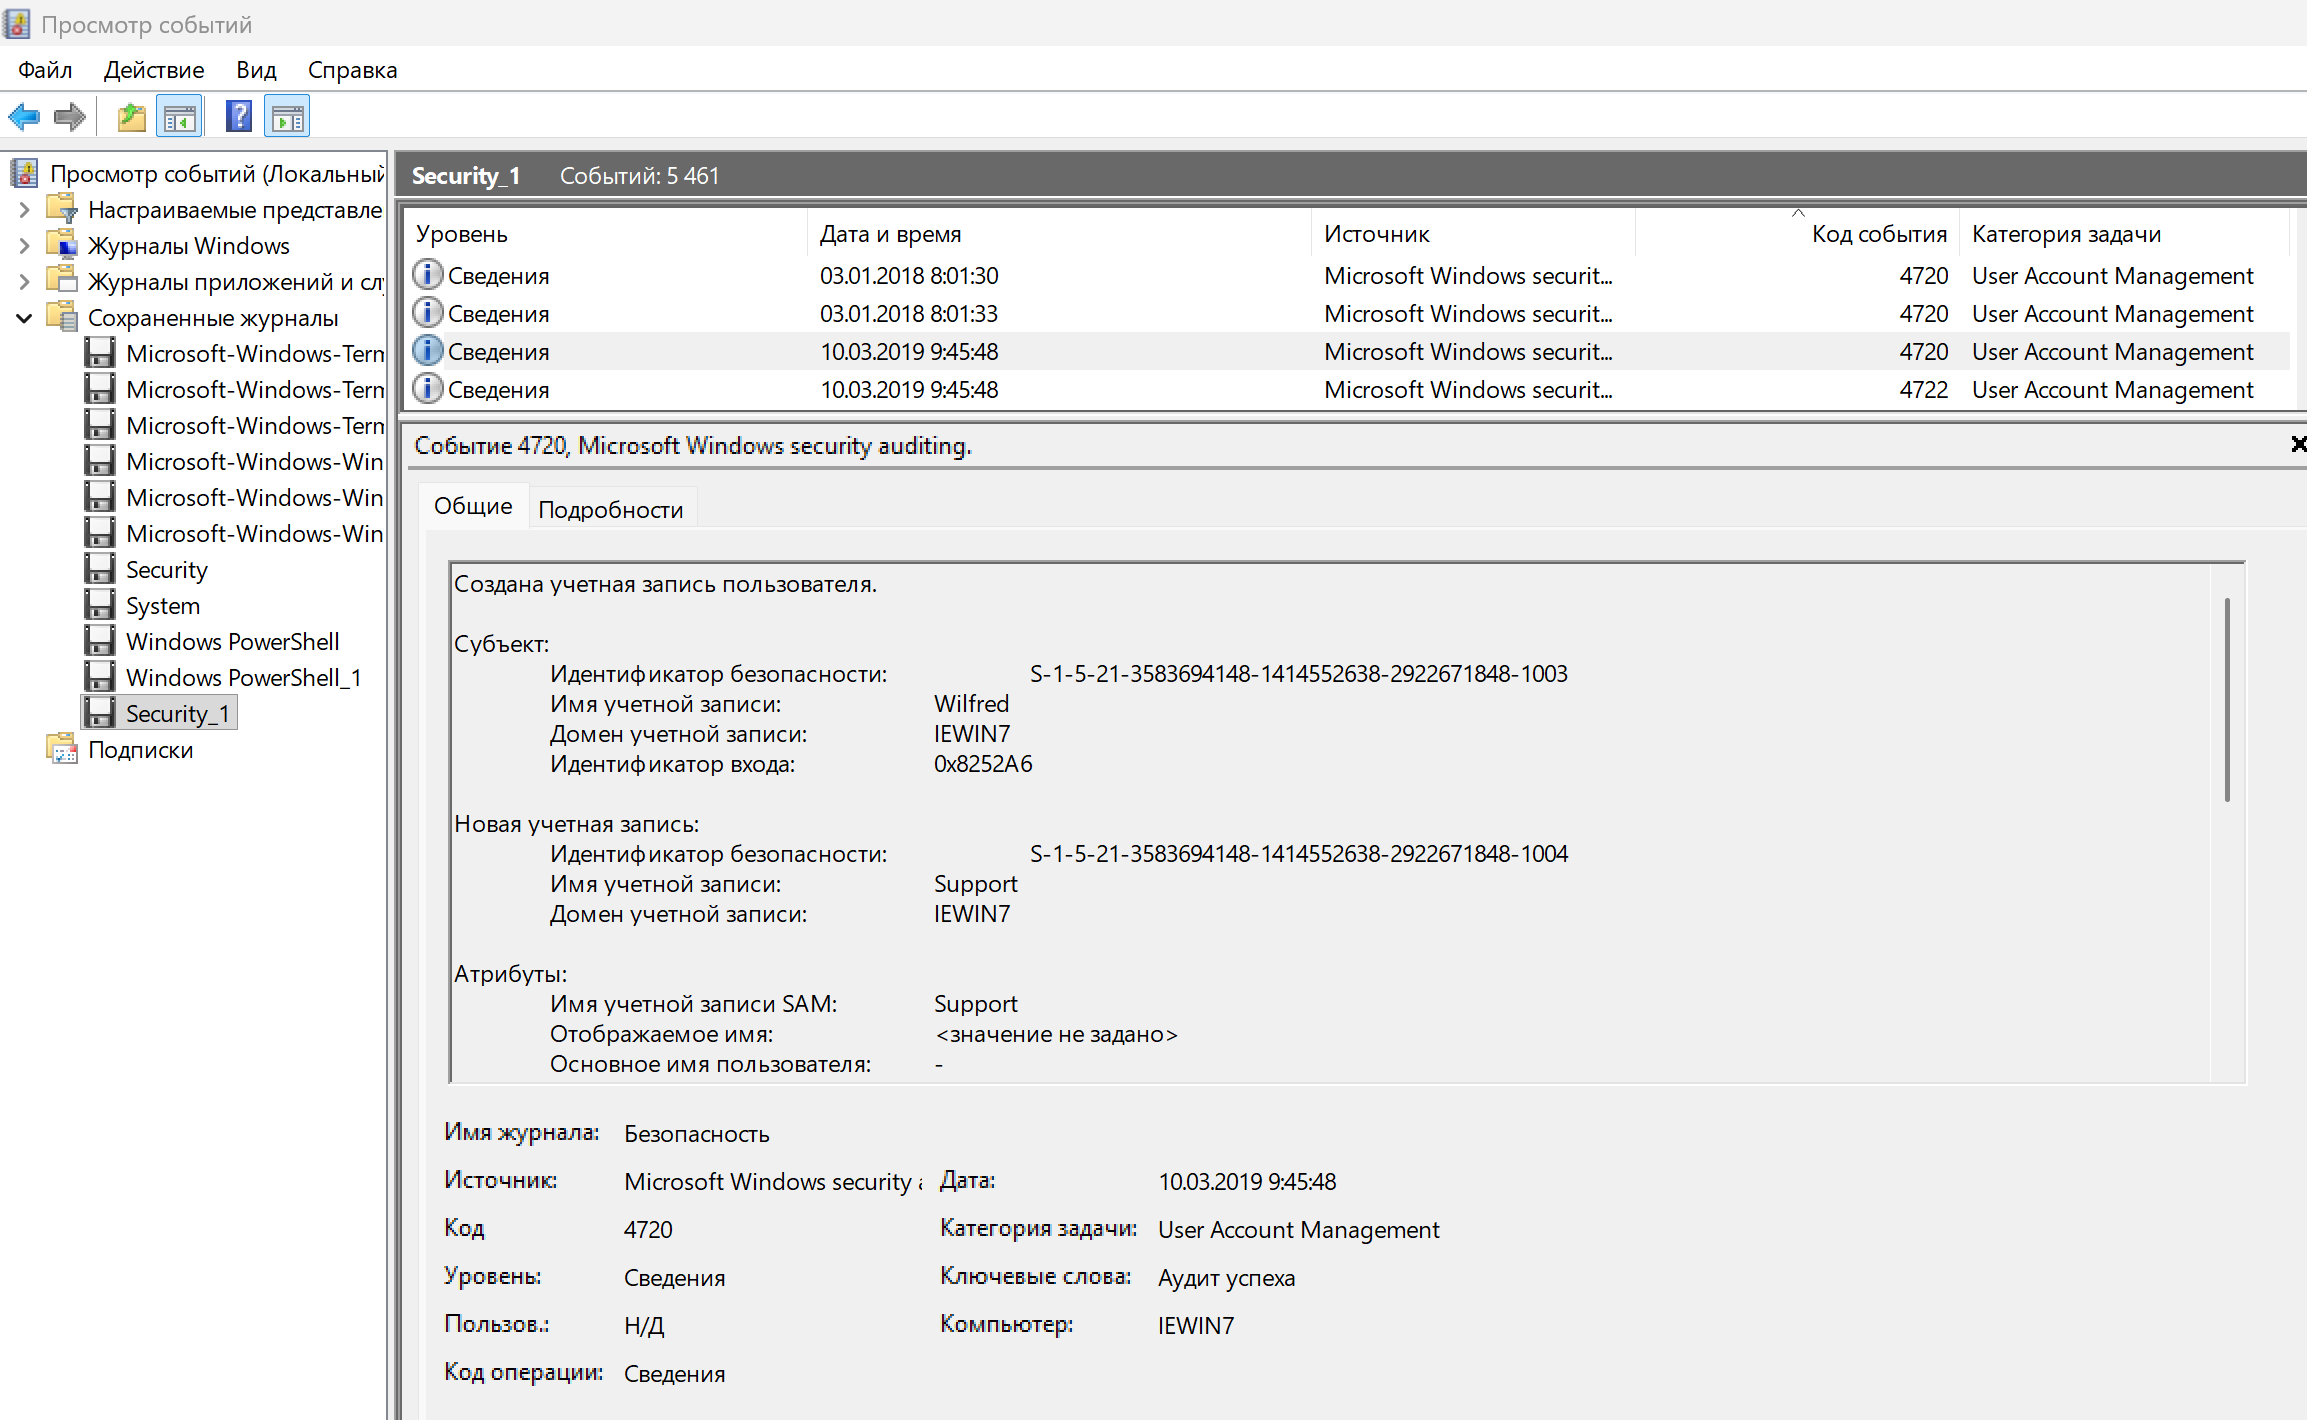 Просмотр событий
Файл Действие Вид Справка
Просмотр событий (Локальный
Настраиваемые представле
Журналы Windows
Журналы приложений и слу
Сохраненные журналы
Microsoft-Windows-Term
Microsoft-Windows-Term
Microsoft-Windows-Term
Microsoft-Windows-Win
Microsoft-Windows-Win
Microsoft-Windows-Win
Security
System
Windows PowerShell
Windows PowerShell_1
Security_1
Подписки
Security_1 Событий: 5 461
Уровень Дата и время Источник Код события Категория задачи
Сведения 03.01.2018 8:01:30 Microsoft Windows securit... 4720 User Account Management
Сведения 03.01.2018 8:01:33 Microsoft Windows securit... 4720 User Account Management
Сведения 10.03.2019 9:45:48 Microsoft Windows securit... 4720 User Account Management
Сведения 10.03.2019 9:45:48 Microsoft Windows securit... 4722 User Account Management
Событие 4720, Microsoft Windows security auditing.
Общие Подробности
Создана учетная запись пользователя.
Субъект:
Идентификатор безопасности: S-1-5-21-3583694148-1414552638-2922671848-1003
Имя учетной записи: Wilfred
Домен учетной записи: IEWIN7
Идентификатор входа: 0x8252A6
Новая учетная запись:
Идентификатор безопасности: S-1-5-21-3583694148-1414552638-2922671848-1004
Имя учетной записи: Support
Домен учетной записи: IEWIN7
Атрибуты:
Имя учетной записи SAM: Support
Отображаемое имя: <значение не задано>
Основное имя пользователя: -
Имя журнала: Безопасность
Источник: Microsoft Windows security a Дата: 10.03.2019 9:45:48
Код 4720 Категория задачи: User Account Management
Уровень: Сведения Ключевые слова: Аудит успеха
Пользов.: Н/Д Компьютер: IEWIN7
Код операции: Сведения